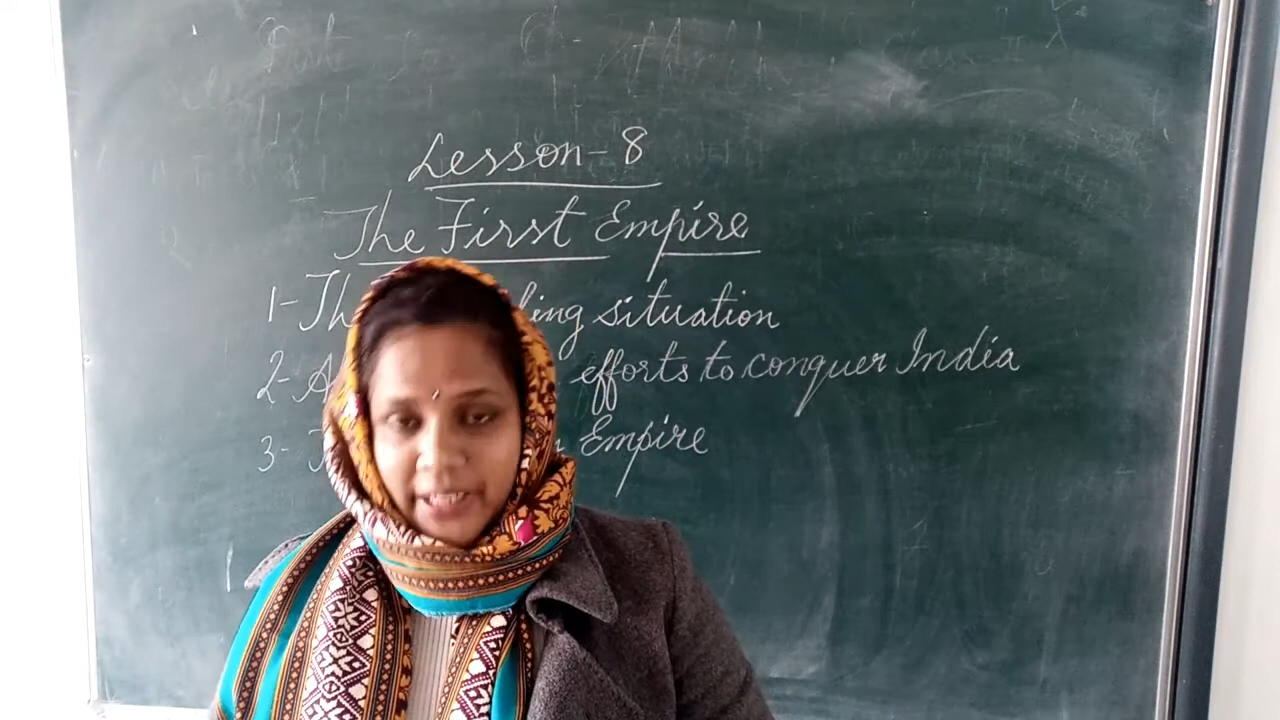 Lesson-8
The First Empire
1- Th ling situation
2- A efforts to conquer India
3- T n Empire